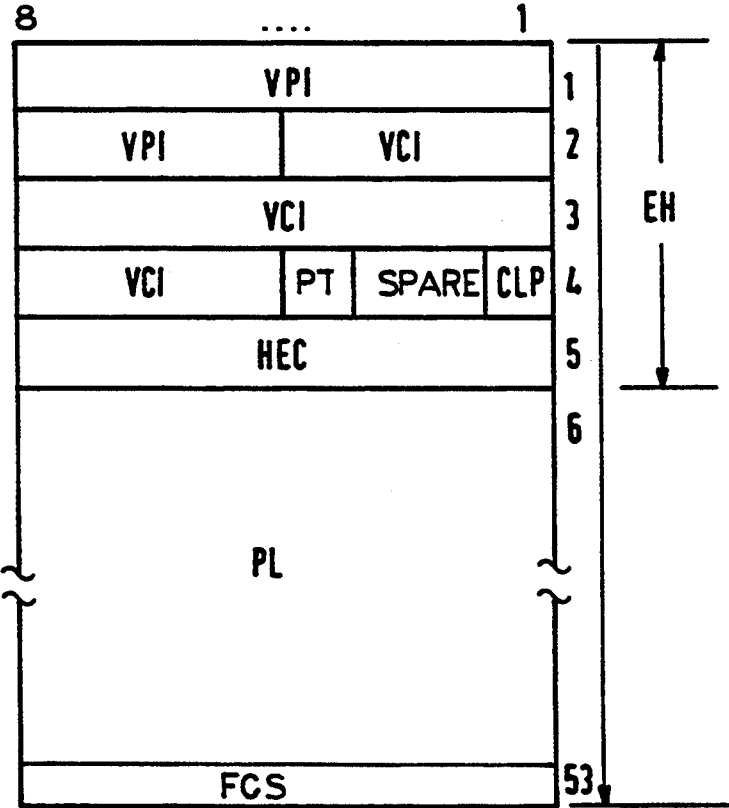 8 .... 1
VPI 1
VPI VCI 2
VCI 3
EH
VCI PT SPARE CLP 4
HEC 5
6
PL
FCS 53